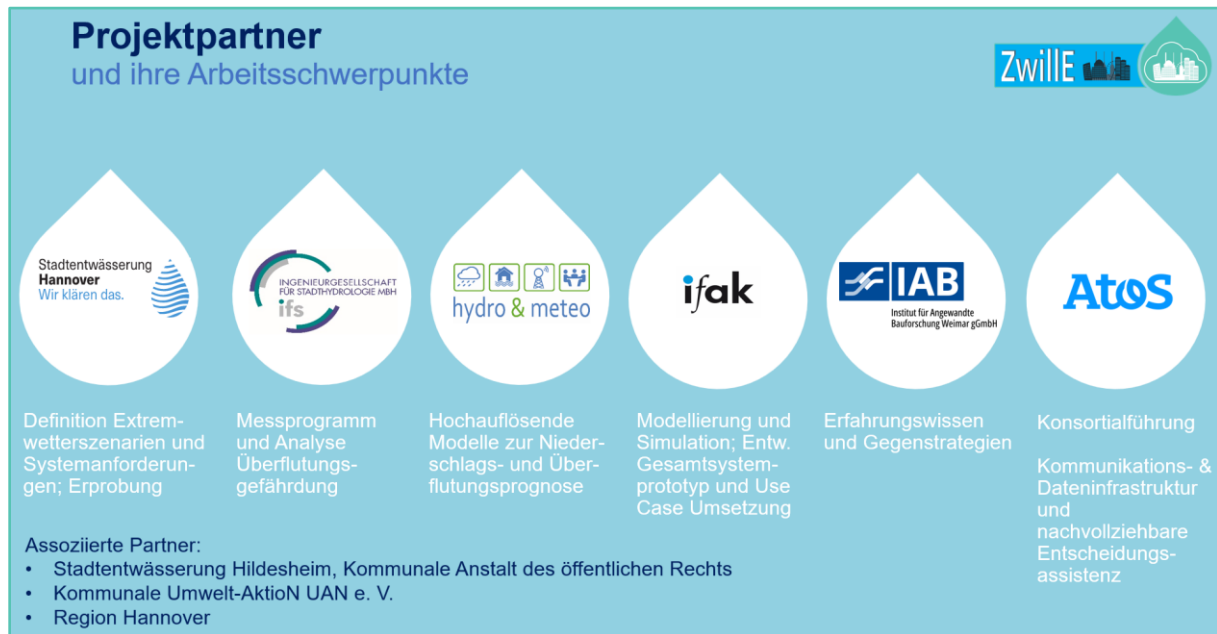 Projektpartner
und ihre Arbeitsschwerpunkte
ZwillE
Stadtentwässerung
Hannover
Wir klären das.
INGENIEURGESELLSCHAFT
FÜR STADTHYDROLOGIE MBH
ifs
hydro & meteo
ifak
IAB
Institut für Angewandte
Bauforschung Weimar gGmbH
Atos
Definition Extrem-
wetterszenarien und
Systemanforderun-
gen; Erprobung
Messprogramm
und Analyse
Überflutungs-
gefährdung
Hochauflösende
Modelle zur Nieder-
schlags- und Über-
flutungsprognose
Modellierung und
Simulation; Entw.
Gesamtsystem-
prototyp und Use
Case Umsetzung
Erfahrungswissen
und Gegenstrategien
Konsortialführung
Kommunikations- &
Dateninfrastruktur
und
nachvollziehbare
Entscheidungs-
assistenz
Assoziierte Partner:
• Stadtentwässerung Hildesheim, Kommunale Anstalt des öffentlichen Rechts
• Kommunale Umwelt-AktioN UAN e. V.
• Region Hannover